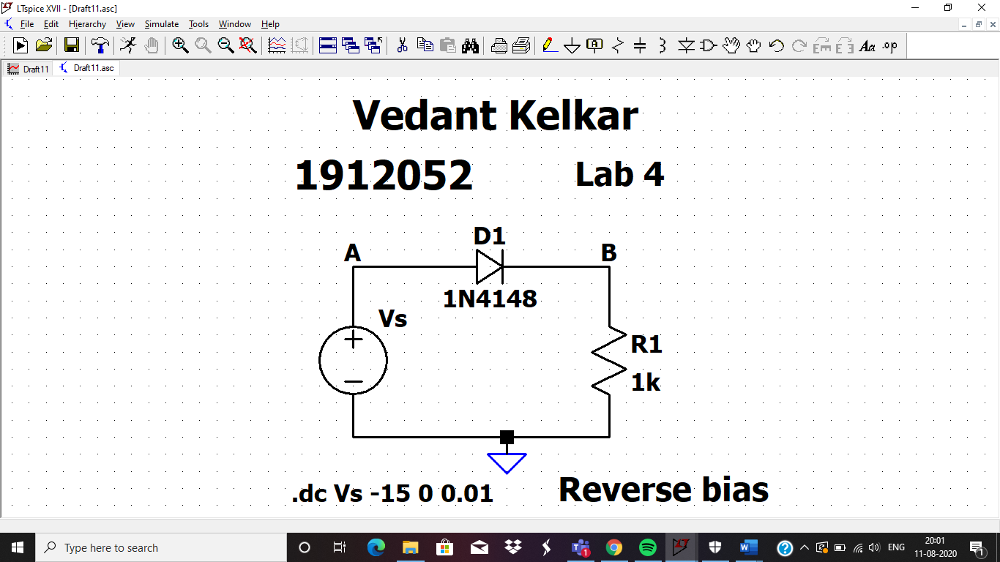 LTspice XVII - [Draft11.asc]
File Edit Hierarchy View Simulate Tools Window Help
Draft11 Draft11.asc
Vedant Kelkar
1912052 Lab 4
D1
A B
1N4148
Vs
R1
1k
.dc Vs -15 0 0.01 Reverse bias
Type here to search
ENG
20:01
11-08-2020
1
1